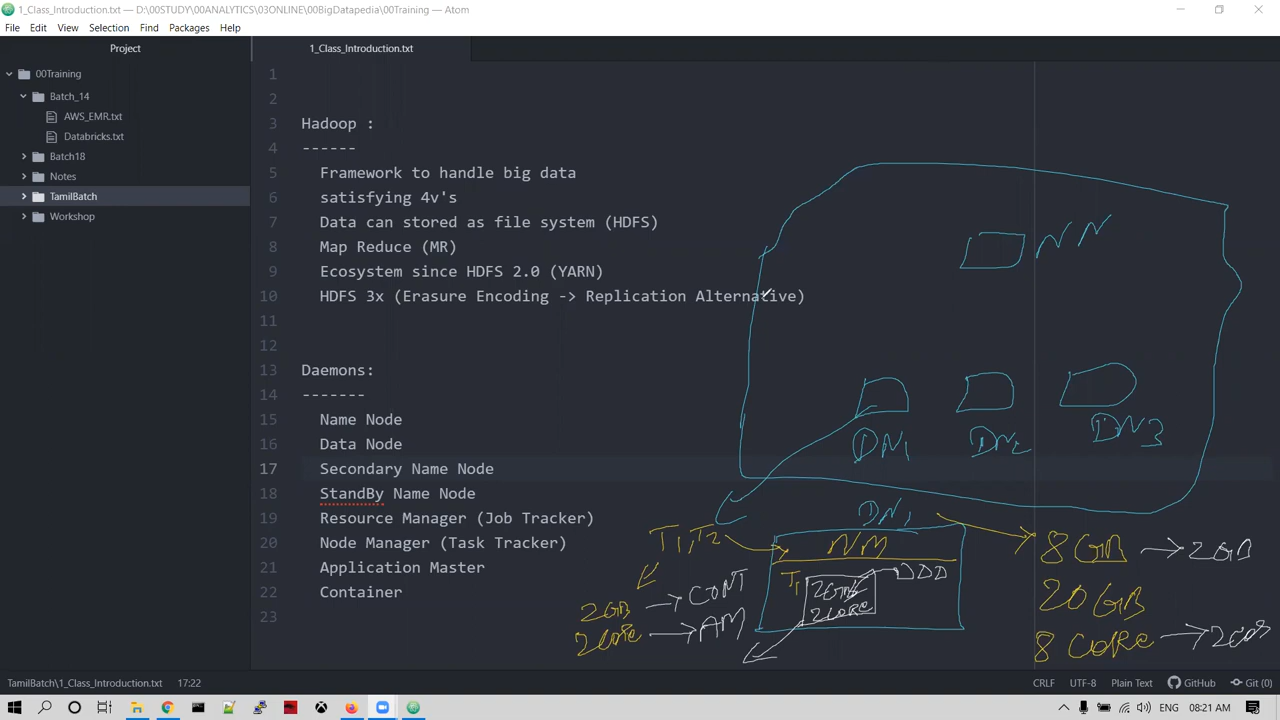 1_Class_Introduction.txt — D:\00STUDY\00ANALYTICS\03ONLINE\00BigDatapedia\00Training — Atom
File Edit View Selection Find Packages Help
Project
1_Class_Introduction.txt
00Training
Batch_14
AWS_EMR.txt
Databricks.txt
Batch18
Notes
TamilBatch
Workshop
1
2
3 Hadoop :
4 ------
5 Framework to handle big data
6 satisfying 4v's
7 Data can stored as file system (HDFS)
8 Map Reduce (MR)
9 Ecosystem since HDFS 2.0 (YARN)
10 HDFS 3x (Erasure Encoding -> Replication Alternative)
11
12
13 Daemons:
14 -------
15 Name Node
16 Data Node
17 Secondary Name Node
18 StandBy Name Node
19 Resource Manager (Job Tracker)
20 Node Manager (Task Tracker)
21 Application Master
22 Container
23
NN
DN1 DN2 DN3
DN1
T1,T2
NM
8 GB → 2GB
T1
2GB
2 core
DDD
2GB → CONT
2 core → AM
20 GB
8 CORE
TamilBatch\1_Class_Introduction.txt 17:22
CRLF UTF-8 Plain Text GitHub Git (0)
ENG 08:21 AM